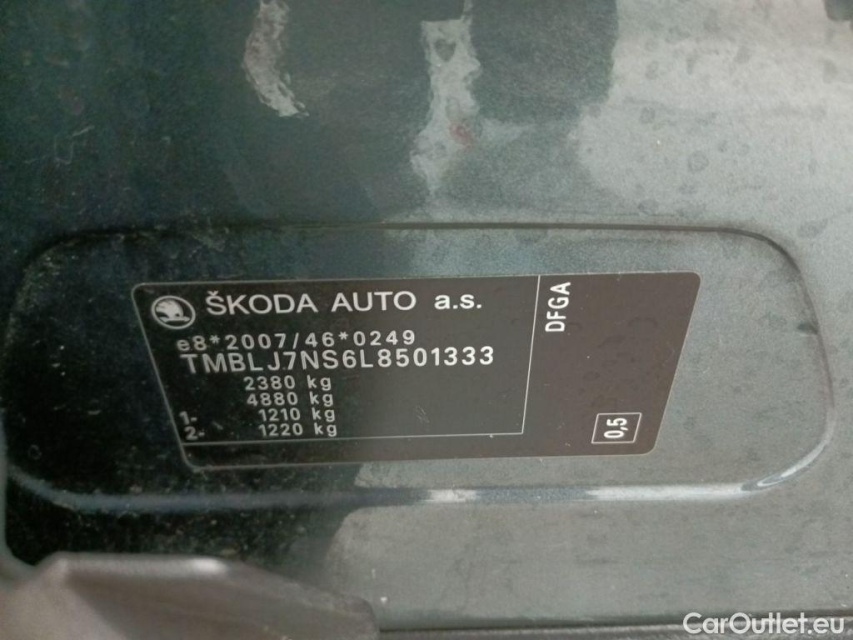 ŠKODA AUTO a.s.
e8*2007/46*0249
TMBLJ7NS6L8501333
2380 kg
4880 kg
1- 1210 kg
2- 1220 kg
DFGA
0,5
CarOutlet.eu